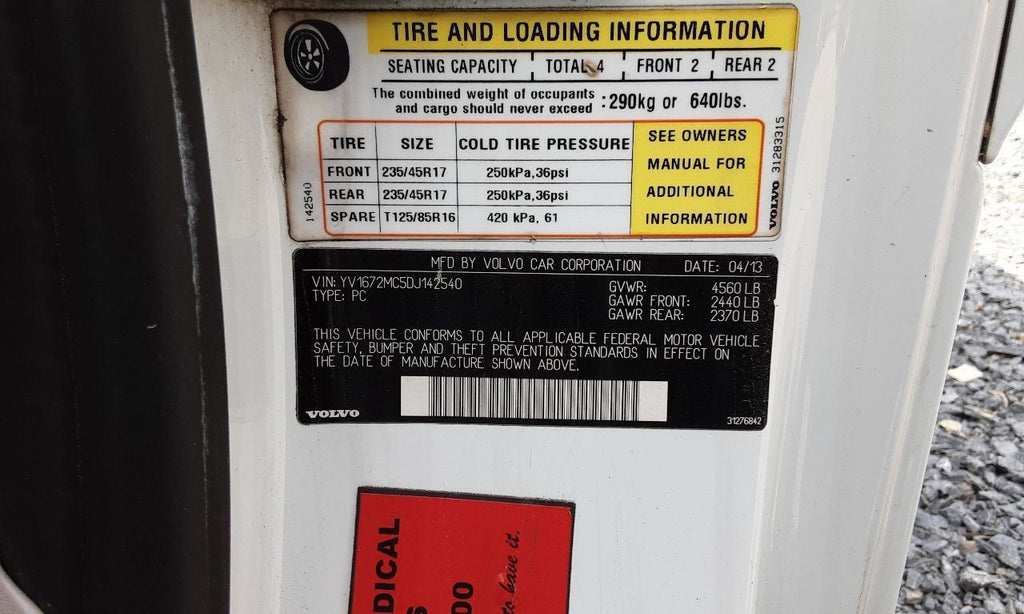 TIRE AND LOADING INFORMATION
SEATING CAPACITY TOTAL 4 FRONT 2 REAR 2
The combined weight of occupants
and cargo should never exceed : 290kg or 640lbs.
TIRE SIZE COLD TIRE PRESSURE
FRONT 235/45R17 250kPa,36psi
REAR 235/45R17 250kPa,36psi
SPARE T125/85R16 420 kPa, 61
SEE OWNERS
MANUAL FOR
ADDITIONAL
INFORMATION
142540
VOLVO 31283315
MFD BY VOLVO CAR CORPORATION DATE: 04/13
VIN: YV1672MC5DJ142540
TYPE: PC
GVWR: 4560 LB
GAWR FRONT: 2440 LB
GAWR REAR: 2370 LB
THIS VEHICLE CONFORMS TO ALL APPLICABLE FEDERAL MOTOR VEHICLE
SAFETY, BUMPER AND THEFT PREVENTION STANDARDS IN EFFECT ON
THE DATE OF MANUFACTURE SHOWN ABOVE.
VOLVO
31276842
DICAL
S
00
to have it.